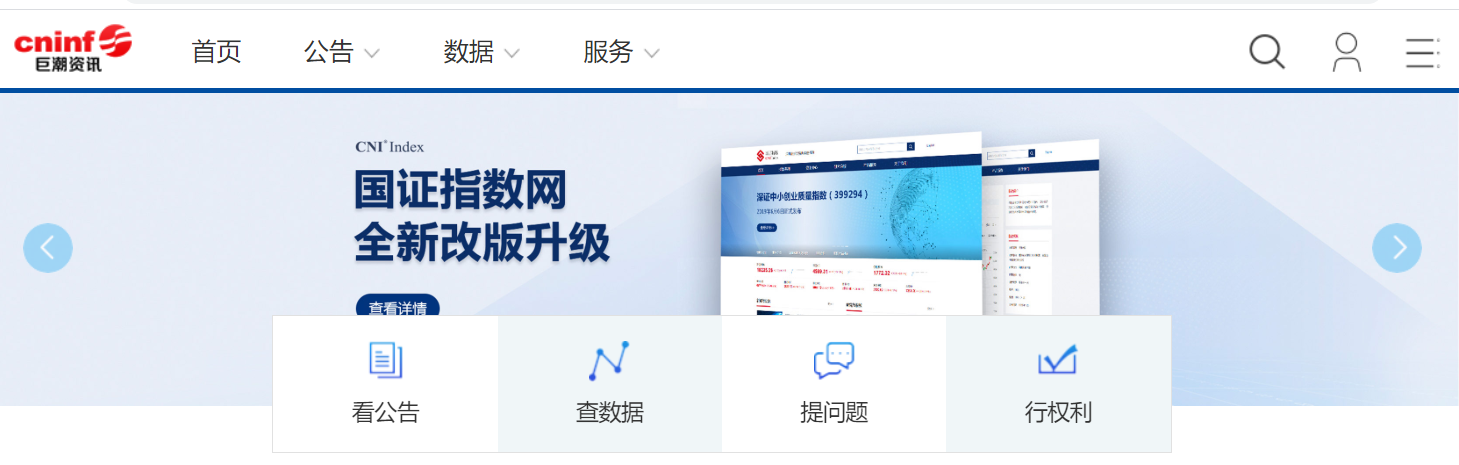 cninf
巨潮资讯
首页
公告
数据
服务
CNI Index
国证指数网
全新改版升级
查看详情
深证中小创业质量指数（399294）
看公告
查数据
提问题
行权利